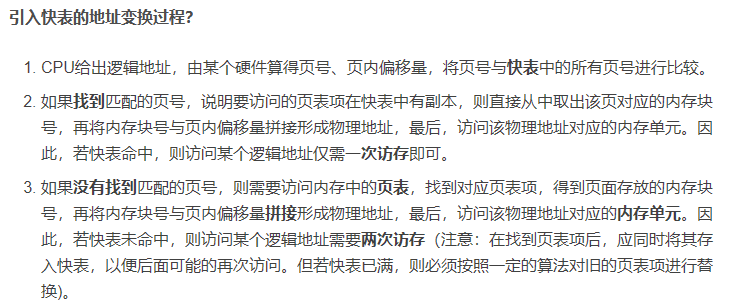 引入快表的地址变换过程?
1. CPU给出逻辑地址，由某个硬件算得页号、页内偏移量，将页号与快表中的所有页号进行比较。
2. 如果找到匹配的页号，说明要访问的页表项在快表中有副本，则直接从中取出该页对应的内存块
号，再将内存块号与页内偏移量拼接形成物理地址，最后，访问该物理地址对应的内存单元。因
此，若快表命中，则访问某个逻辑地址仅需一次访存即可。
3. 如果没有找到匹配的页号，则需要访问内存中的页表，找到对应页表项，得到页面存放的内存块
号，再将内存块号与页内偏移量拼接形成物理地址，最后，访问该物理地址对应的内存单元。因
此，若快表未命中，则访问某个逻辑地址需要两次访存（注意：在找到页表项后，应同时将其存
入快表，以便后面可能的再次访问。但若快表已满，则必须按照一定的算法对旧的页表项进行替
换)。